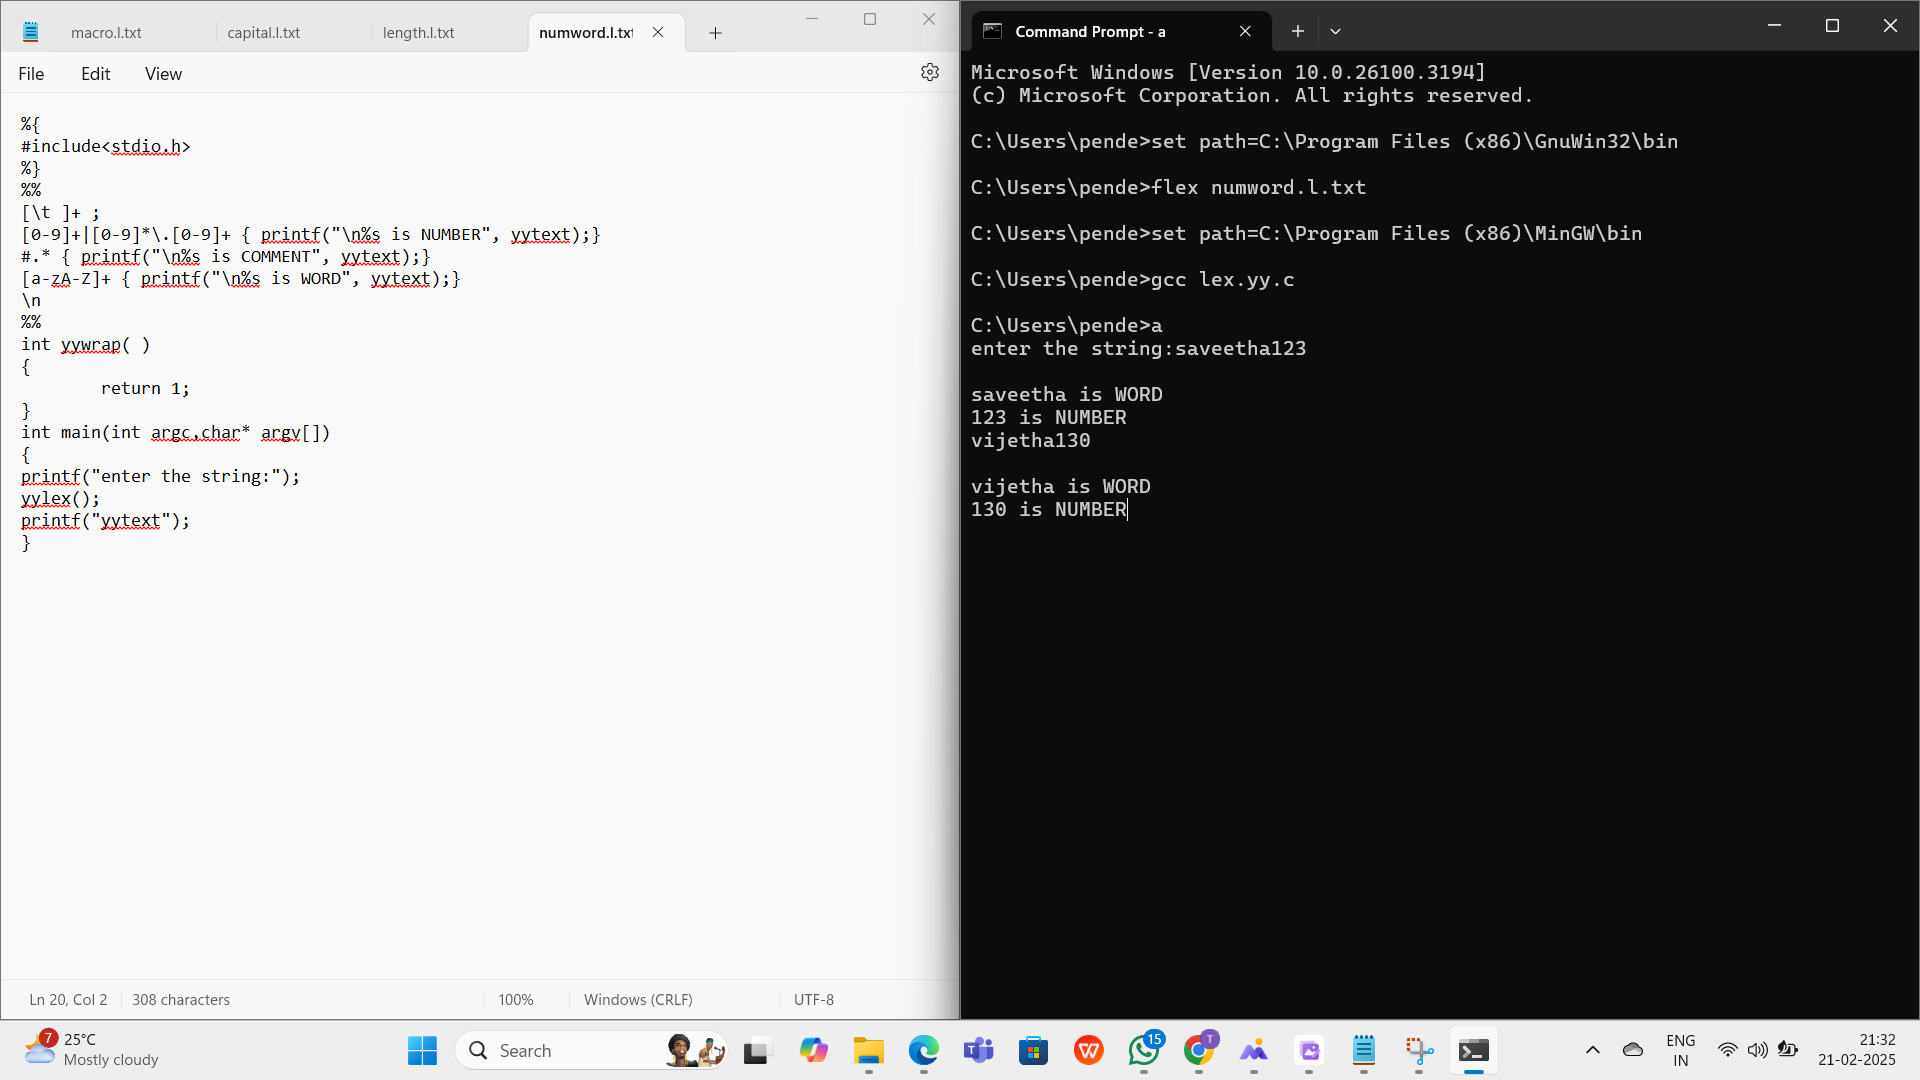 macro.l.txt
capital.l.txt
length.l.txt
numword.l.txt
File
Edit
View
%{
#include<stdio.h>
%}
%%
[\t ]+ ;
[0-9]+|[0-9]*\.[0-9]+ { printf("\n%s is NUMBER", yytext);}
#.* { printf("\n%s is COMMENT", yytext);}
[a-zA-Z]+ { printf("\n%s is WORD", yytext);}
\n
%%
int yywrap( )
{
        return 1;
}
int main(int argc,char* argv[])
{
printf("enter the string:");
yylex();
printf("yytext");
}
Ln 20, Col 2
308 characters
100%
Windows (CRLF)
UTF-8
Command Prompt - a
Microsoft Windows [Version 10.0.26100.3194]
(c) Microsoft Corporation. All rights reserved.
C:\Users\pende>set path=C:\Program Files (x86)\GnuWin32\bin
C:\Users\pende>flex numword.l.txt
C:\Users\pende>set path=C:\Program Files (x86)\MinGW\bin
C:\Users\pende>gcc lex.yy.c
C:\Users\pende>a
enter the string:saveetha123
saveetha is WORD
123 is NUMBER
vijetha130
vijetha is WORD
130 is NUMBER
7
25°C
Mostly cloudy
Search
15
T
ENG
IN
21:32
21-02-2025